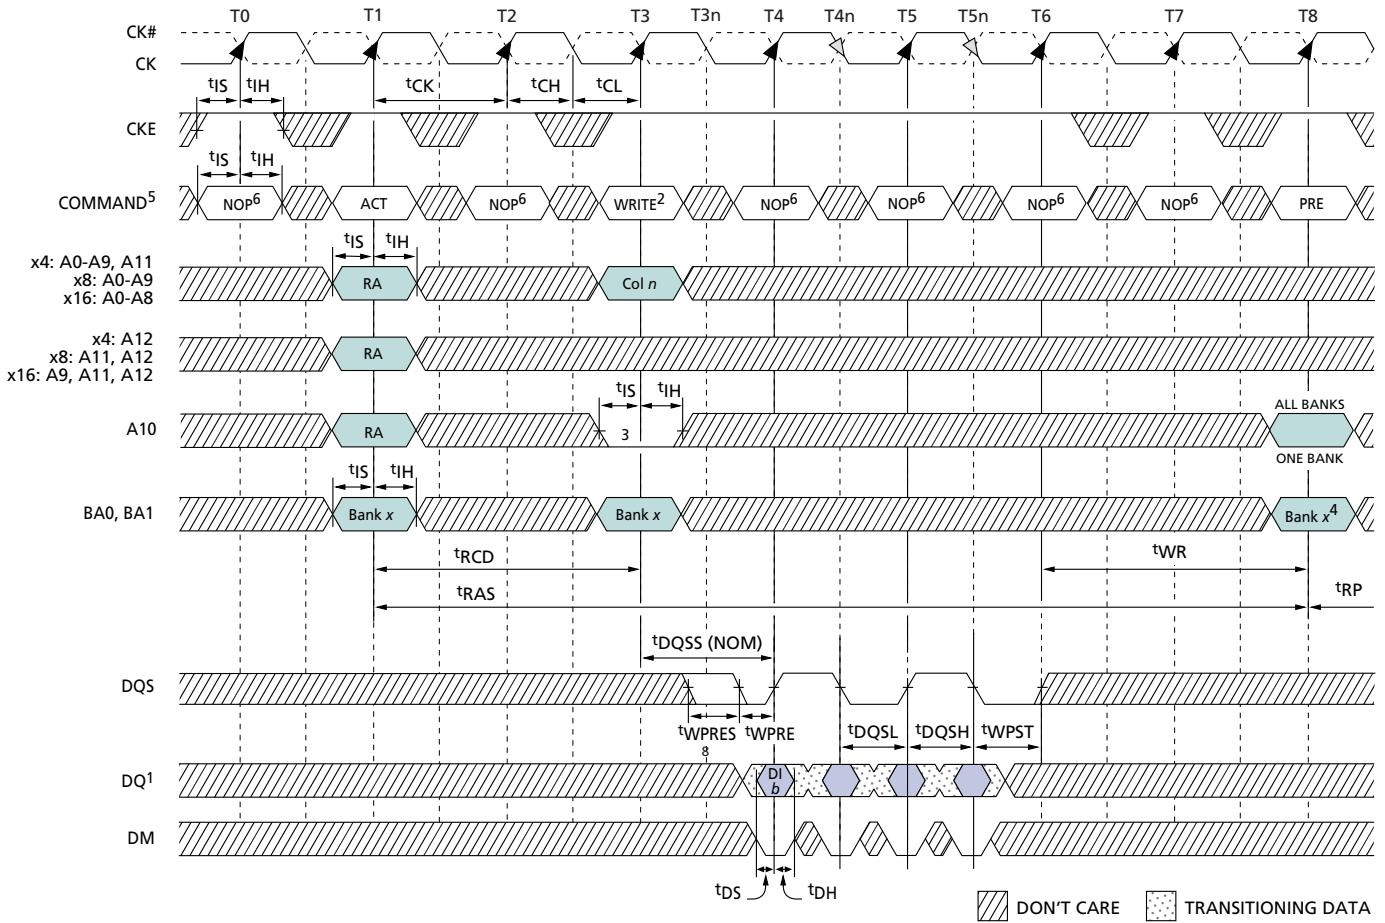 T0 T1 T2 T3 T3n T4 T4n T5 T5n T6 T7 T8
CK#
CK
tIS tIH tCK tCH tCL
CKE
tIS tIH
COMMAND5 NOP6 ACT NOP6 WRITE2 NOP6 NOP6 NOP6 NOP6 PRE
tIS tIH
x4: A0-A9, A11
x8: A0-A9
x16: A0-A8
RA Col n
x4: A12
x8: A11, A12
x16: A9, A11, A12
RA
tIS tIH
ALL BANKS
A10 RA 3
ONE BANK
tIS tIH
BA0, BA1 Bank x Bank x Bank x4
tRCD tWR
tRAS tRP
tDQSS (NOM)
DQS
tWPRES tWPRE tDQSL tDQSH tWPST
8
DQ1 DI
b
DM
tDS tDH
DON'T CARE TRANSITIONING DATA